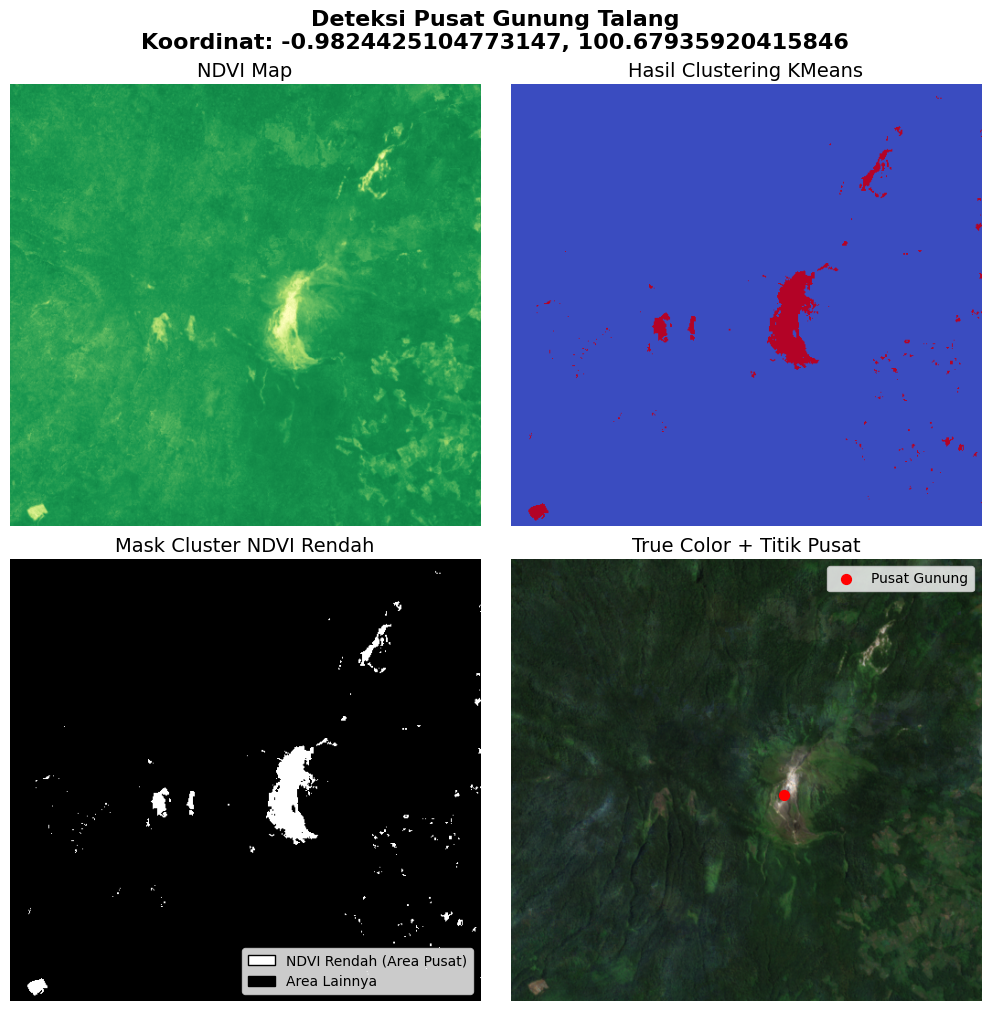 Deteksi Pusat Gunung Talang
Koordinat: -0.9824425104773147, 100.67935920415846
NDVI Map
Hasil Clustering KMeans
Mask Cluster NDVI Rendah
True Color + Titik Pusat
Pusat Gunung
NDVI Rendah (Area Pusat)
Area Lainnya